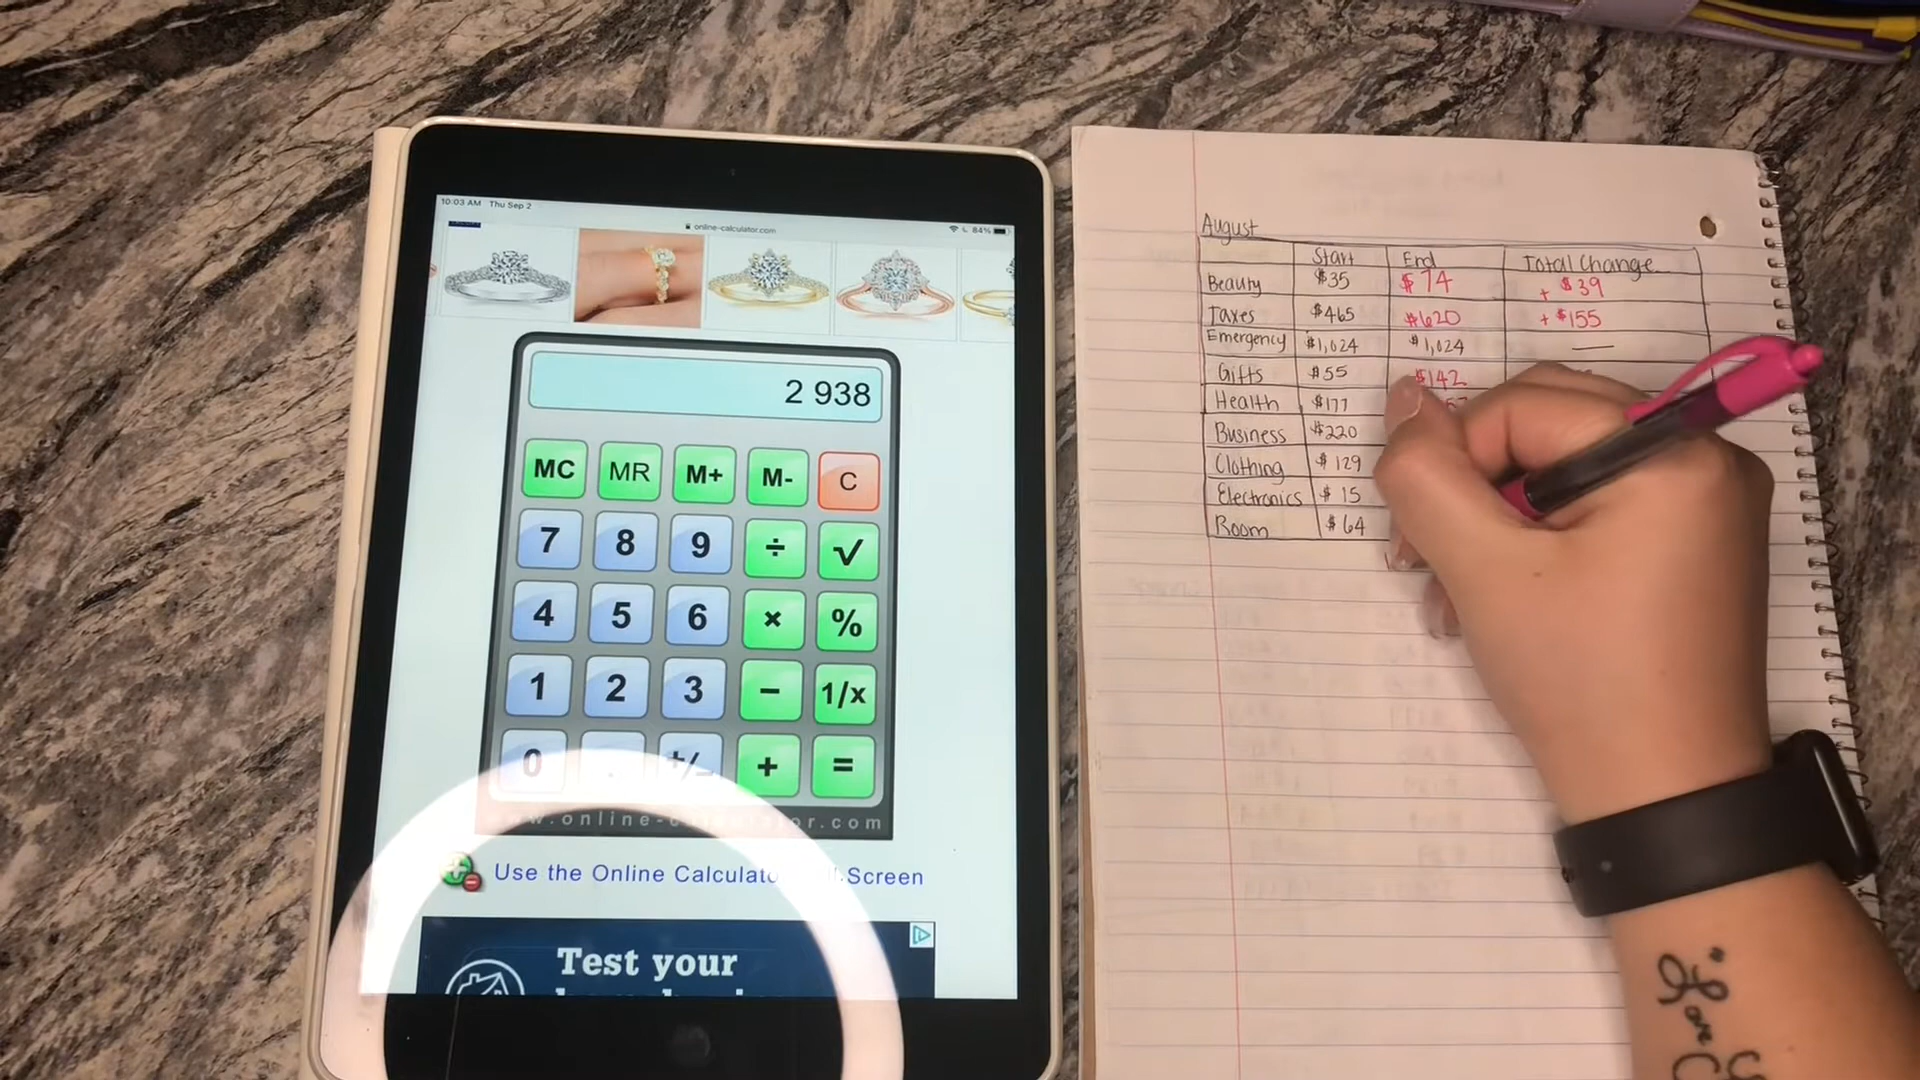 10:03 AM Thu Sep 2
online-calculator.com
84%
2 938
MC MR M+ M- C
7 8 9 ÷ √
4 5 6 × %
1 2 3 − 1/x
0 . +/- + =
Use the Online Calculator Screen
Test your
August
Start End Total Change
Beauty $35 $74 + $39
Taxes $465 $620 + $155
Emergency $1,024 $1,024 —
Gifts $55 $142
Health $177
Business $220
Clothing $129
Electronics $15
Room $64
Love